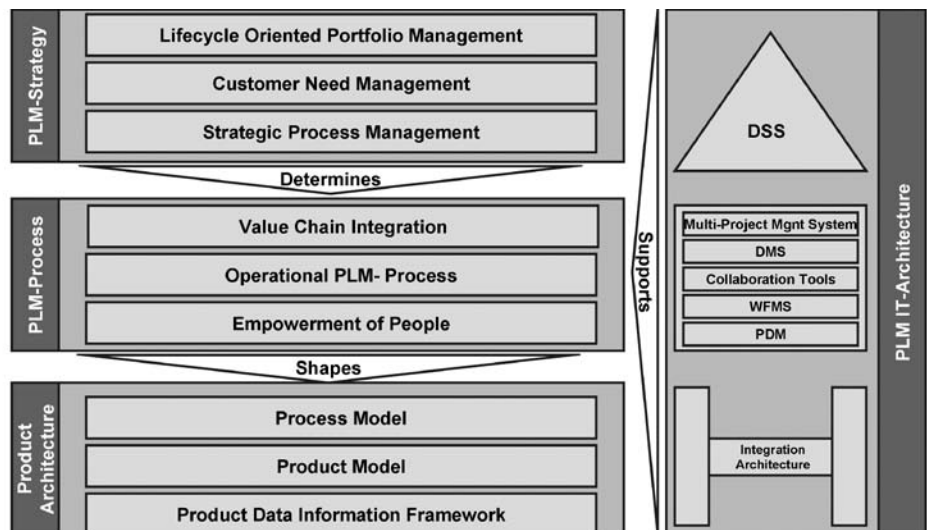 PLM-Strategy
Lifecycle Oriented Portfolio Management
Customer Need Management
Strategic Process Management
Determines
PLM-Process
Value Chain Integration
Operational PLM- Process
Empowerment of People
Shapes
Product
Architecture
Process Model
Product Model
Product Data Information Framework
Supports
DSS
Multi-Project Mgnt System
DMS
Collaboration Tools
WFMS
PDM
Integration
Architecture
PLM IT-Architecture